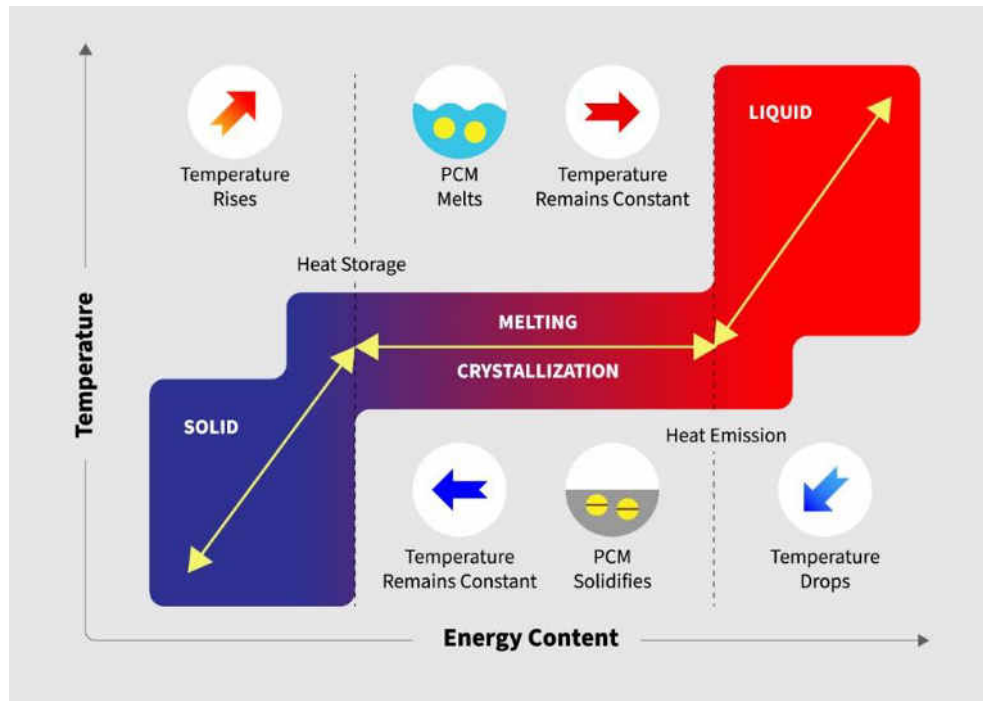 LIQUID
Temperature
Rises
PCM
Melts
Temperature
Remains Constant
Heat Storage
Temperature
MELTING
CRYSTALLIZATION
SOLID
Heat Emission
Temperature
Remains Constant
PCM
Solidifies
Temperature
Drops
Energy Content